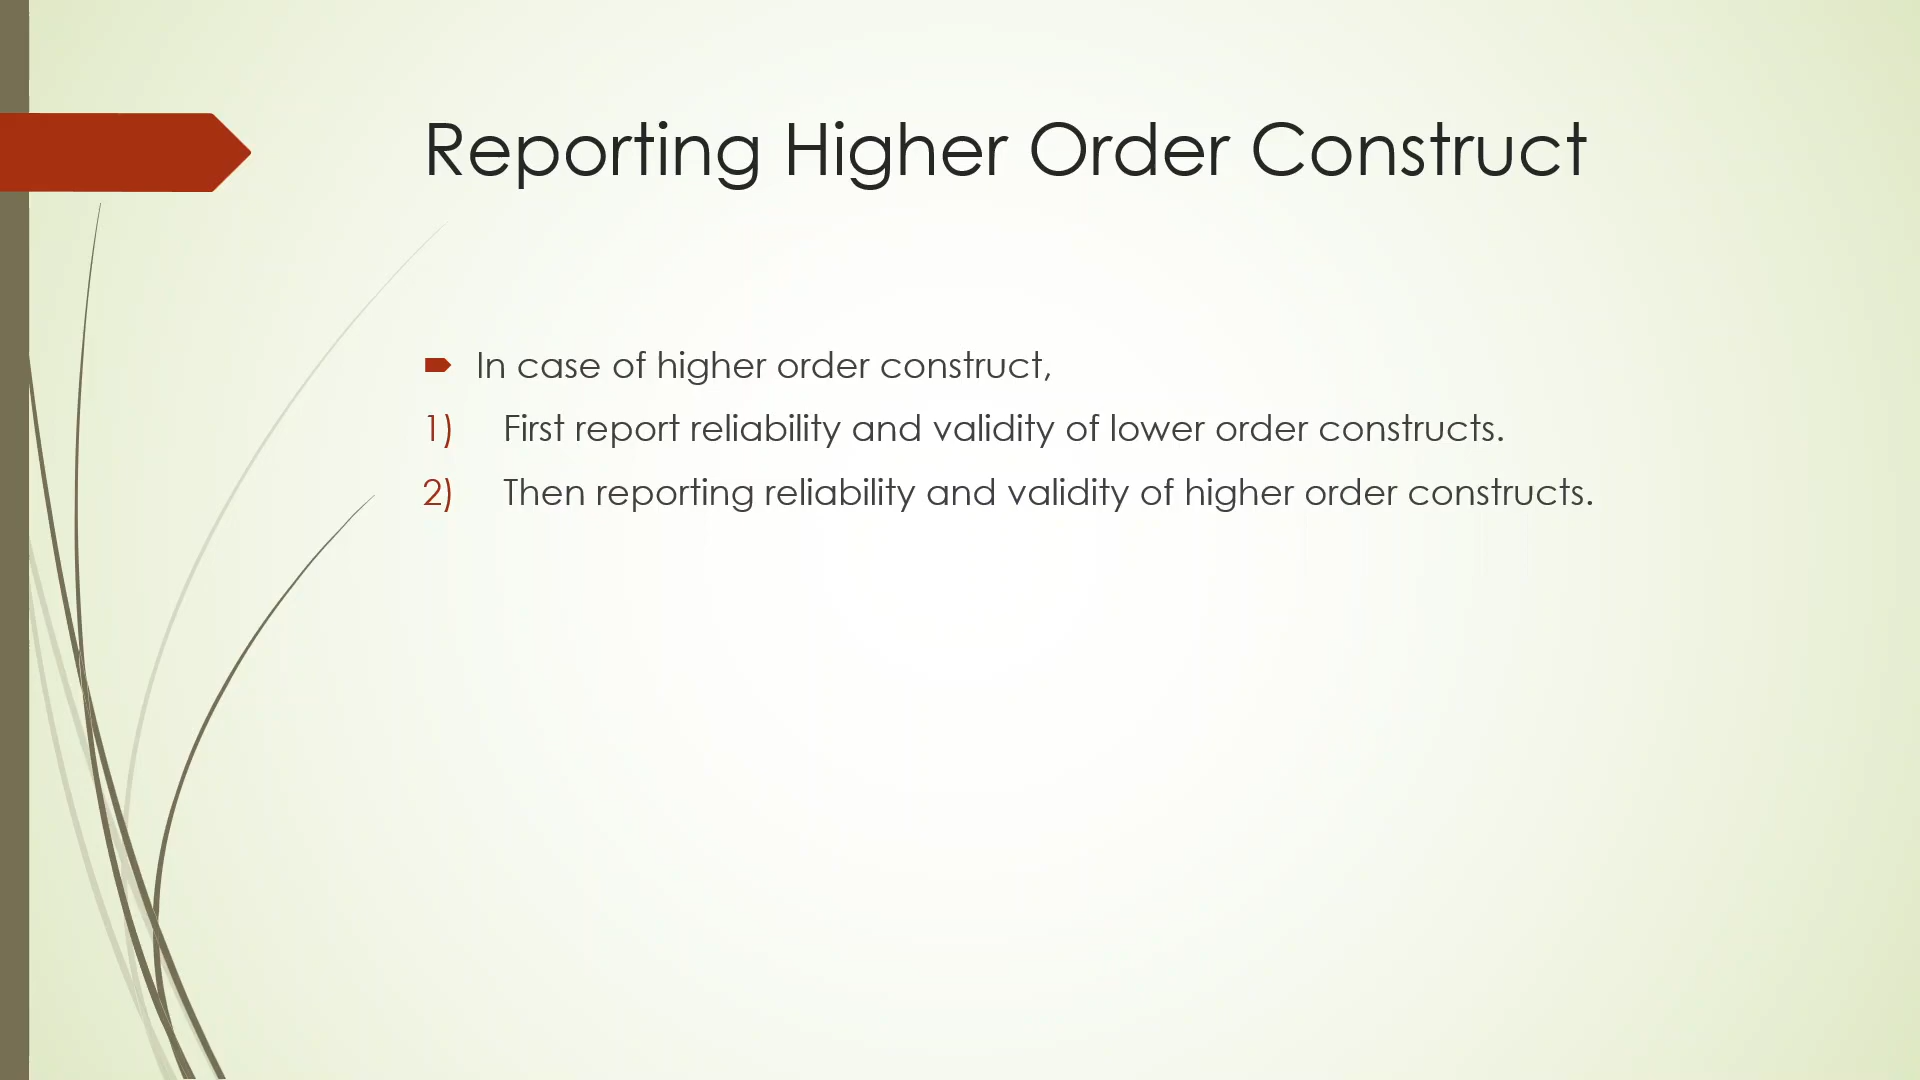 Reporting Higher Order Construct
In case of higher order construct,
1) First report reliability and validity of lower order constructs.
2) Then reporting reliability and validity of higher order constructs.